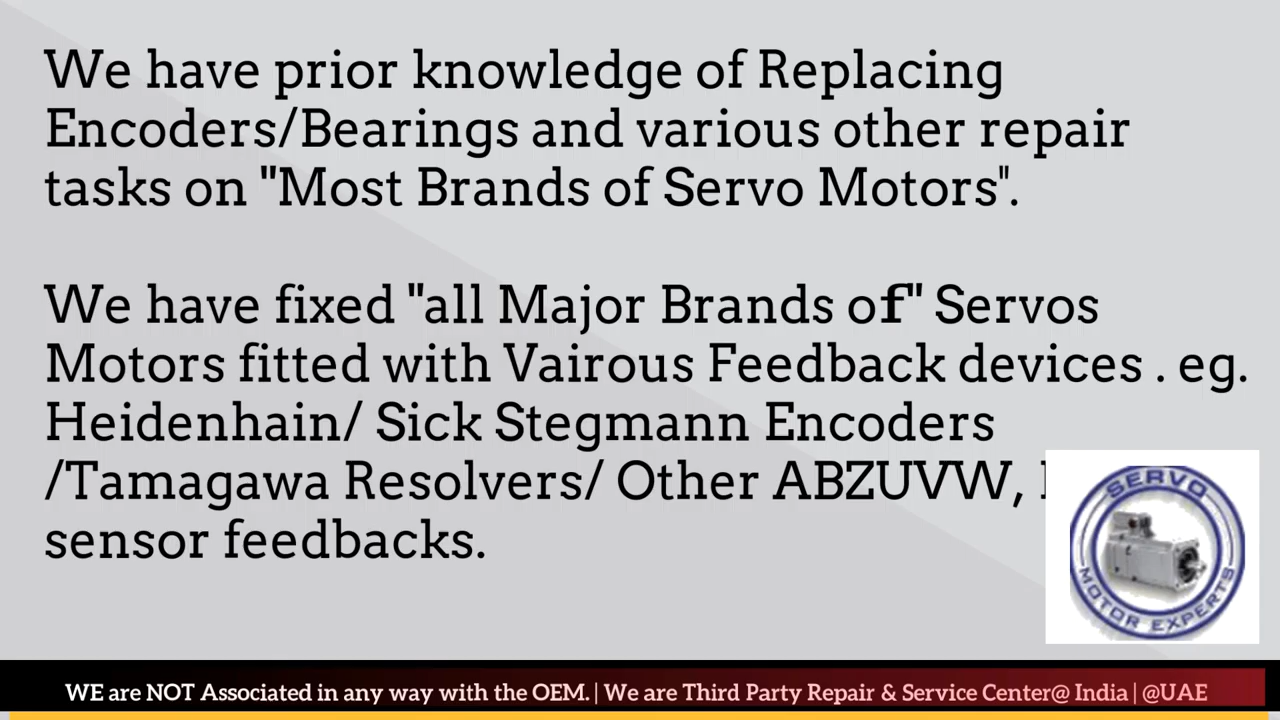 We have prior knowledge of Replacing
Encoders/Bearings and various other repair
tasks on "Most Brands of Servo Motors".
We have fixed "all Major Brands of" Servos
Motors fitted with Vairous Feedback devices . eg.
Heidenhain/ Sick Stegmann Encoders
/Tamagawa Resolvers/ Other ABZUVW,
sensor feedbacks.
SERVO
MOTOR EXPERTS
WE are NOT Associated in any way with the OEM. | We are Third Party Repair & Service Center@ India | @UAE